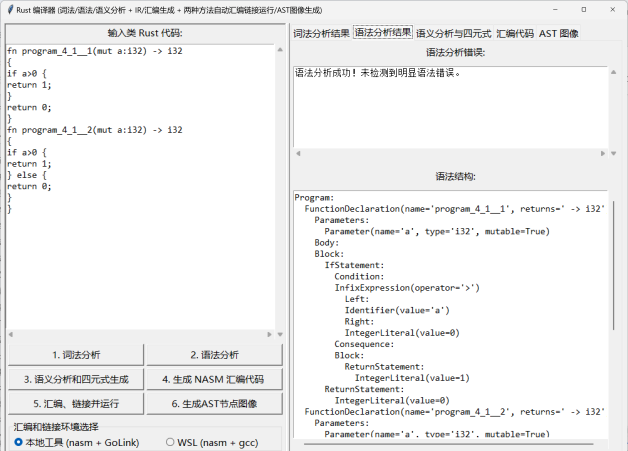 Rust 编译器 (词法/语法/语义分析 + IR/汇编生成 + 两种方法自动汇编链接运行/AST图像生成)
输入类 Rust 代码:
fn program_4_1__1(mut a:i32) -> i32
{
if a>0 {
return 1;
}
return 0;
}
fn program_4_1__2(mut a:i32) -> i32
{
if a>0 {
return 1;
} else {
return 0;
}
}
1. 词法分析
2. 语法分析
3. 语义分析和四元式生成
4. 生成 NASM 汇编代码
5. 汇编、链接并运行
6. 生成AST节点图像
汇编和链接环境选择
本地工具 (nasm + GoLink)
WSL (nasm + gcc)
词法分析结果 语法分析结果 语义分析与四元式 汇编代码 AST 图像
语法分析错误:
语法分析成功！未检测到明显语法错误。
语法结构:
Program:
FunctionDeclaration(name='program_4_1__1', returns=' -> i32'
Parameters:
Parameter(name='a', type='i32', mutable=True)
Body:
Block:
IfStatement:
Condition:
InfixExpression(operator='>')
Left:
Identifier(value='a')
Right:
IntegerLiteral(value=0)
Consequence:
Block:
ReturnStatement:
IntegerLiteral(value=1)
ReturnStatement:
IntegerLiteral(value=0)
FunctionDeclaration(name='program_4_1__2', returns=' -> i32'
Parameters:
Parameter(name='a', type='i32', mutable=True)